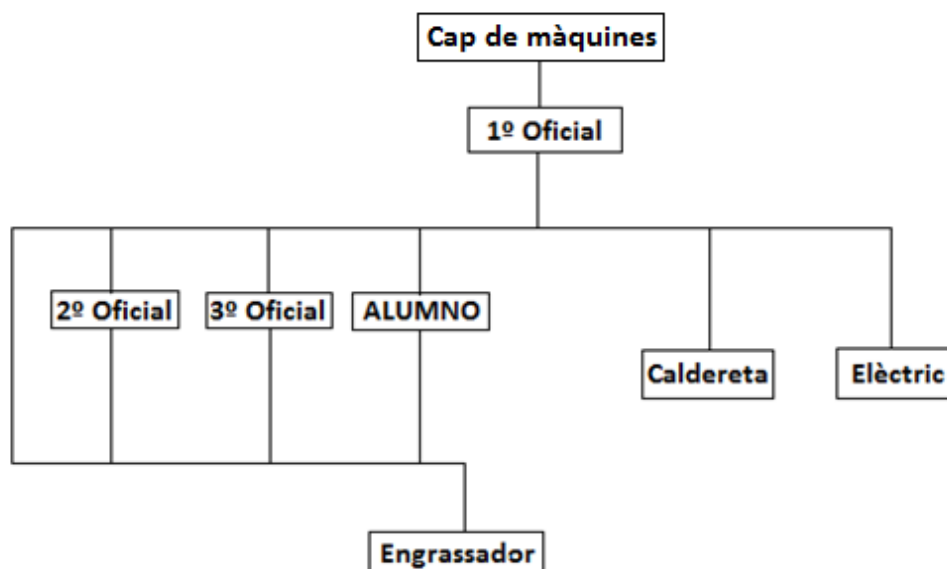 Cap de màquines
1º Oficial
2º Oficial
3º Oficial
ALUMNO
Caldereta
Elèctric
Engrassador